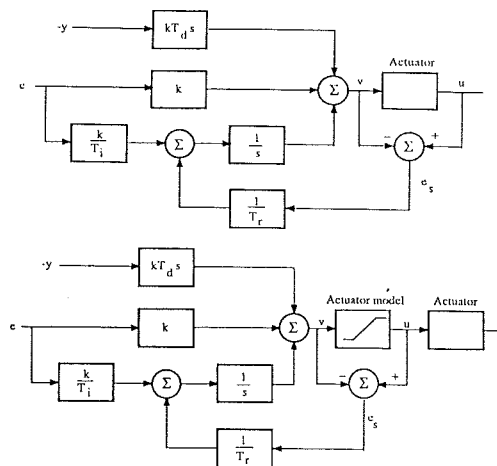 -y
kT_d s
Actuator
e
k
Σ
v
u
k/T_i
Σ
1/s
−
Σ
+
e_s
1/T_r
-y
kT_d s
Actuator model
Actuator
e
k
Σ
v
u
k/T_i
Σ
1/s
−
Σ
+
e_s
1/T_r